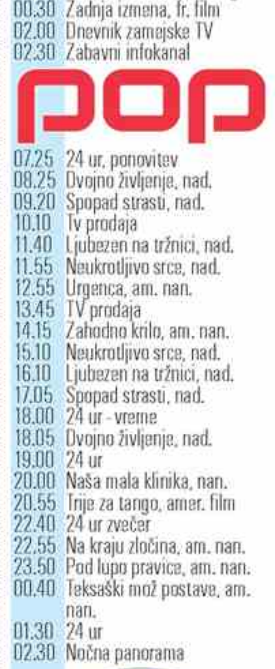 00.30 Zadnja izmena, fr. film
02.00 Dnevnik zamejske TV
02.30 Zabavni infokanal
pop
07.25 24 ur, ponovitev
08.25 Dvojno življenje, nad.
09.20 Spopad strasti, nad.
10.10 Tv prodaja
11.40 Ljubezen na tržnici, nad.
11.55 Neukrotljivo srce, nad.
12.55 Urgenca, am. nan.
13.45 TV prodaja
14.15 Zahodno krilo, am. nan.
15.10 Neukrotljivo srce, nad.
16.10 Ljubezen na tržnici, nad.
17.05 Spopad strasti, nad.
18.00 24 ur - vreme
18.05 Dvojno življenje, nad.
19.00 24 ur
20.00 Naša mala klinika, nan.
20.55 Trije za tango, amer. film
22.40 24 ur zvečer
22.55 Na kraju zločina, am. nan.
23.50 Pod lupo pravice, am. nan.
00.40 Teksaški mož postave, am.
nan.
01.30 24 ur
02.30 Nočna panorama